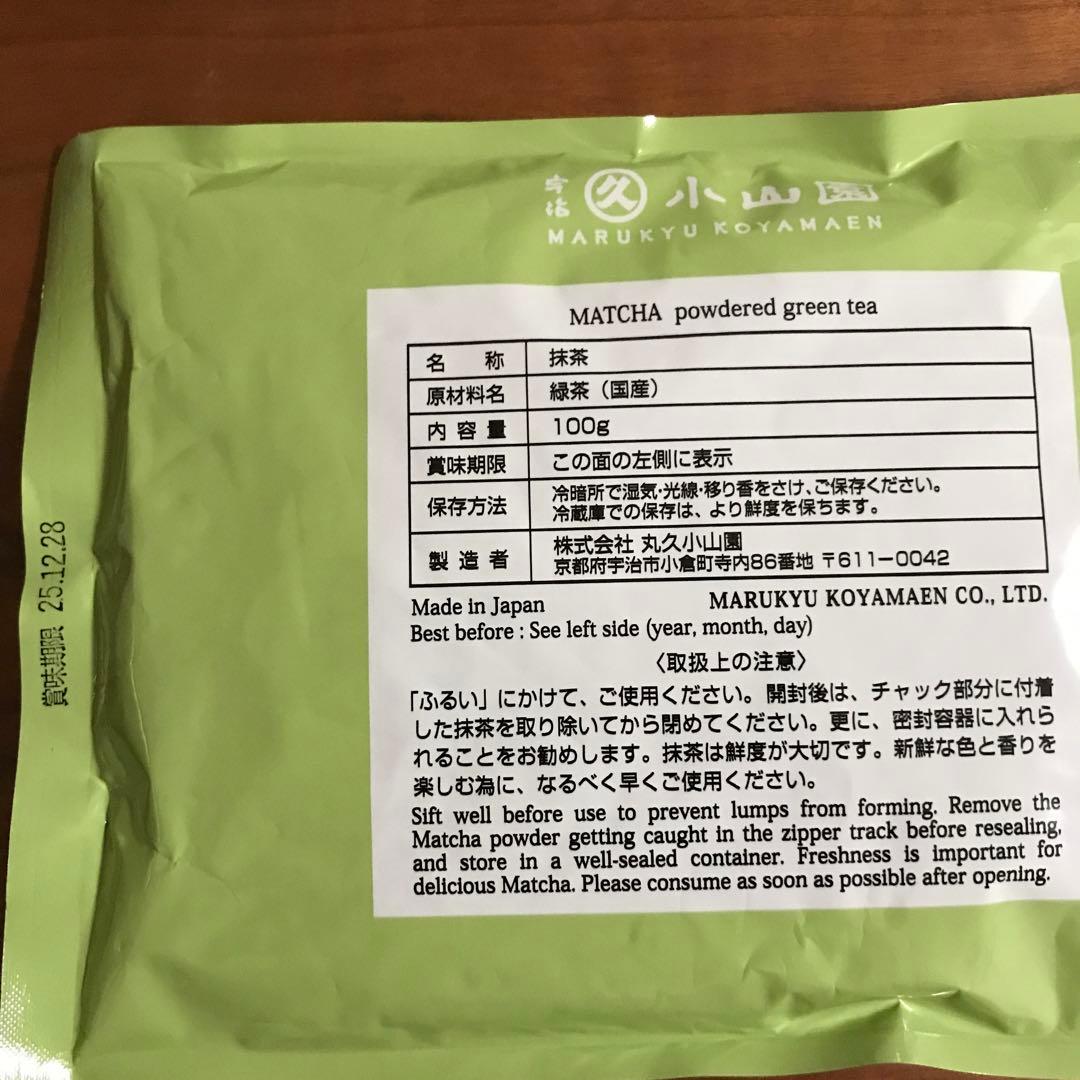 宇治 久 小山園
MARUKYU KOYAMAEN
MATCHA powdered green tea
名 称 抹茶
原材料名 緑茶（国産）
内容量 100g
賞味期限 この面の左側に表示
保存方法 冷暗所で湿気・光線・移り香をさけ、ご保存ください。
冷蔵庫での保存は、より鮮度を保ちます。
製造者 株式会社 丸久小山園
京都府宇治市小倉町寺内86番地 〒611-0042
Made in Japan MARUKYU KOYAMAEN CO., LTD.
Best before : See left side (year, month, day)
〈取扱上の注意〉
「ふるい」にかけて、ご使用ください。開封後は、チャック部分に付着
した抹茶を取り除いてから閉めてください。更に、密封容器に入れら
れることをお勧めします。抹茶は鮮度が大切です。新鮮な色と香りを
楽しむ為に、なるべく早くご使用ください。
Sift well before use to prevent lumps from forming. Remove the
Matcha powder getting caught in the zipper track before resealing,
and store in a well-sealed container. Freshness is important for
delicious Matcha. Please consume as soon as possible after opening.
賞味期限 25.12.28